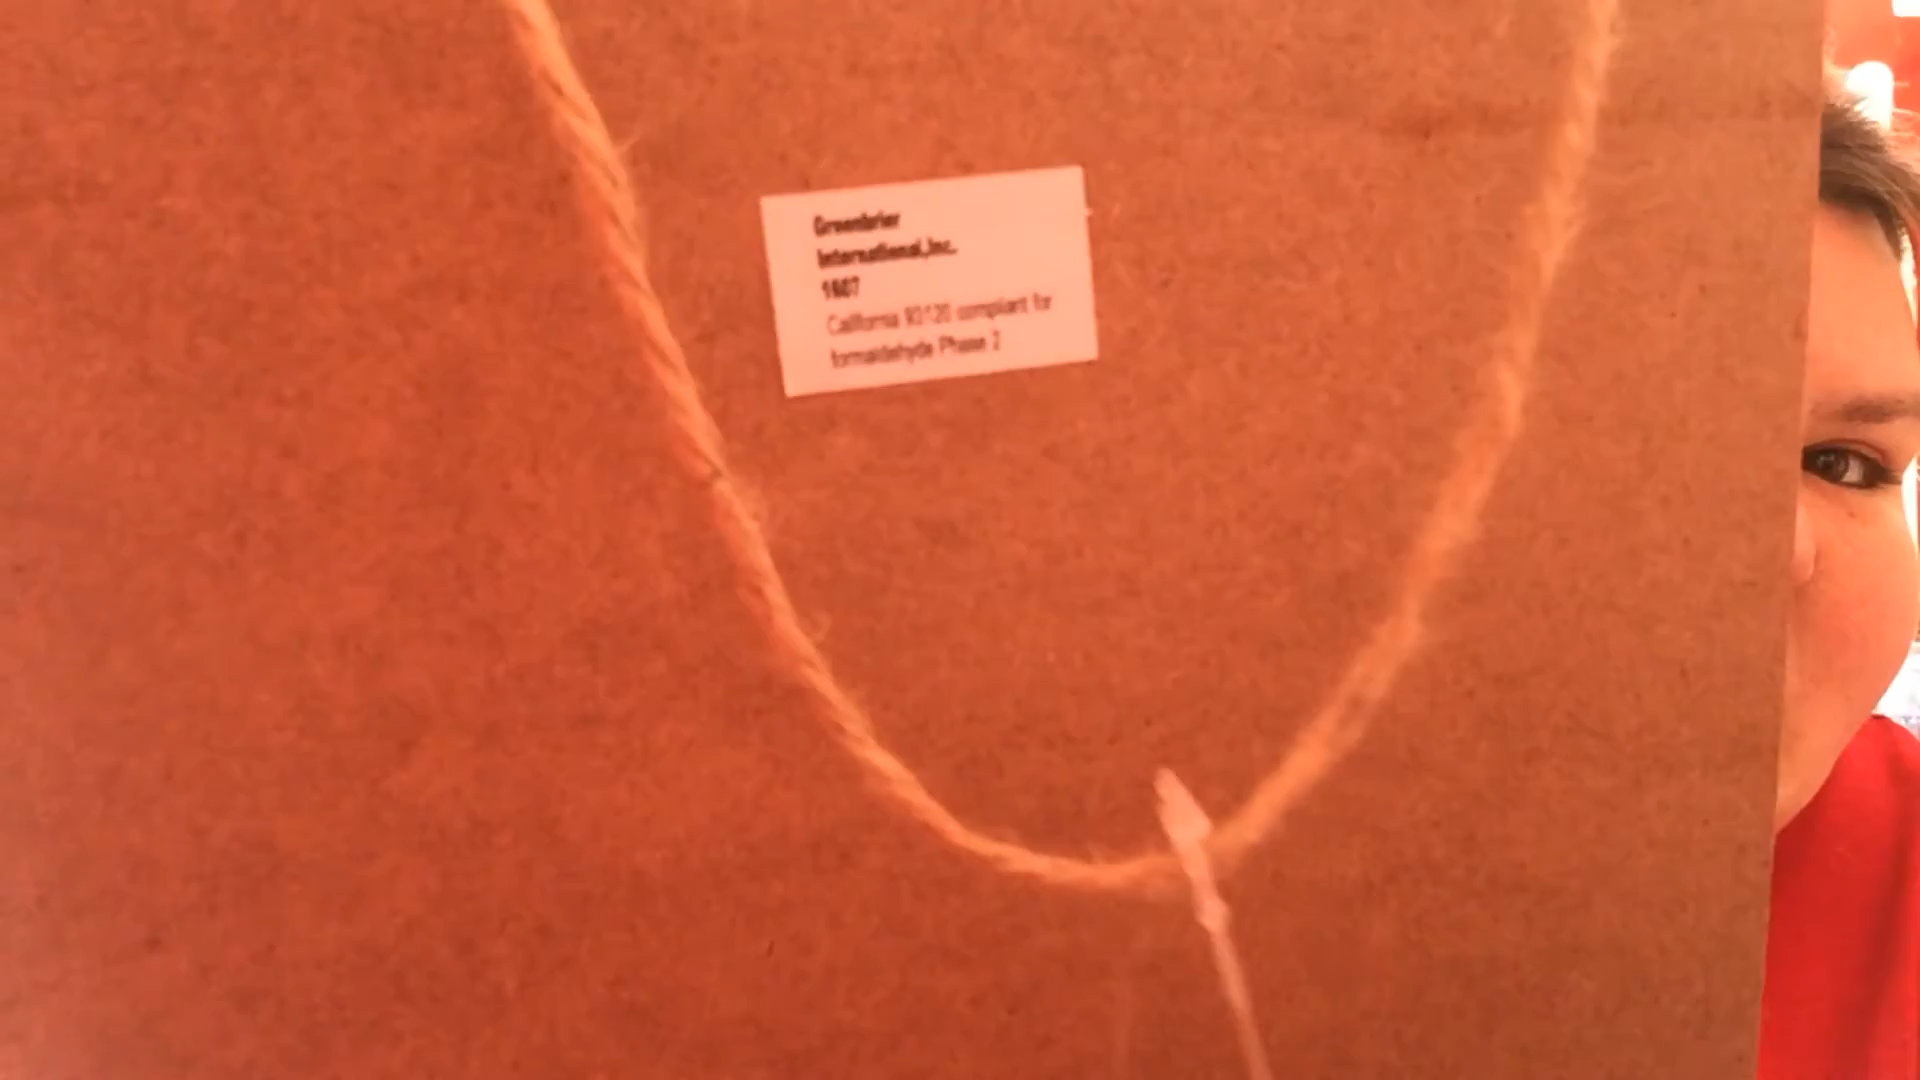 Greenbrier
International,Inc.
1607
California 93120 compliant for
formaldehyde Phase 2